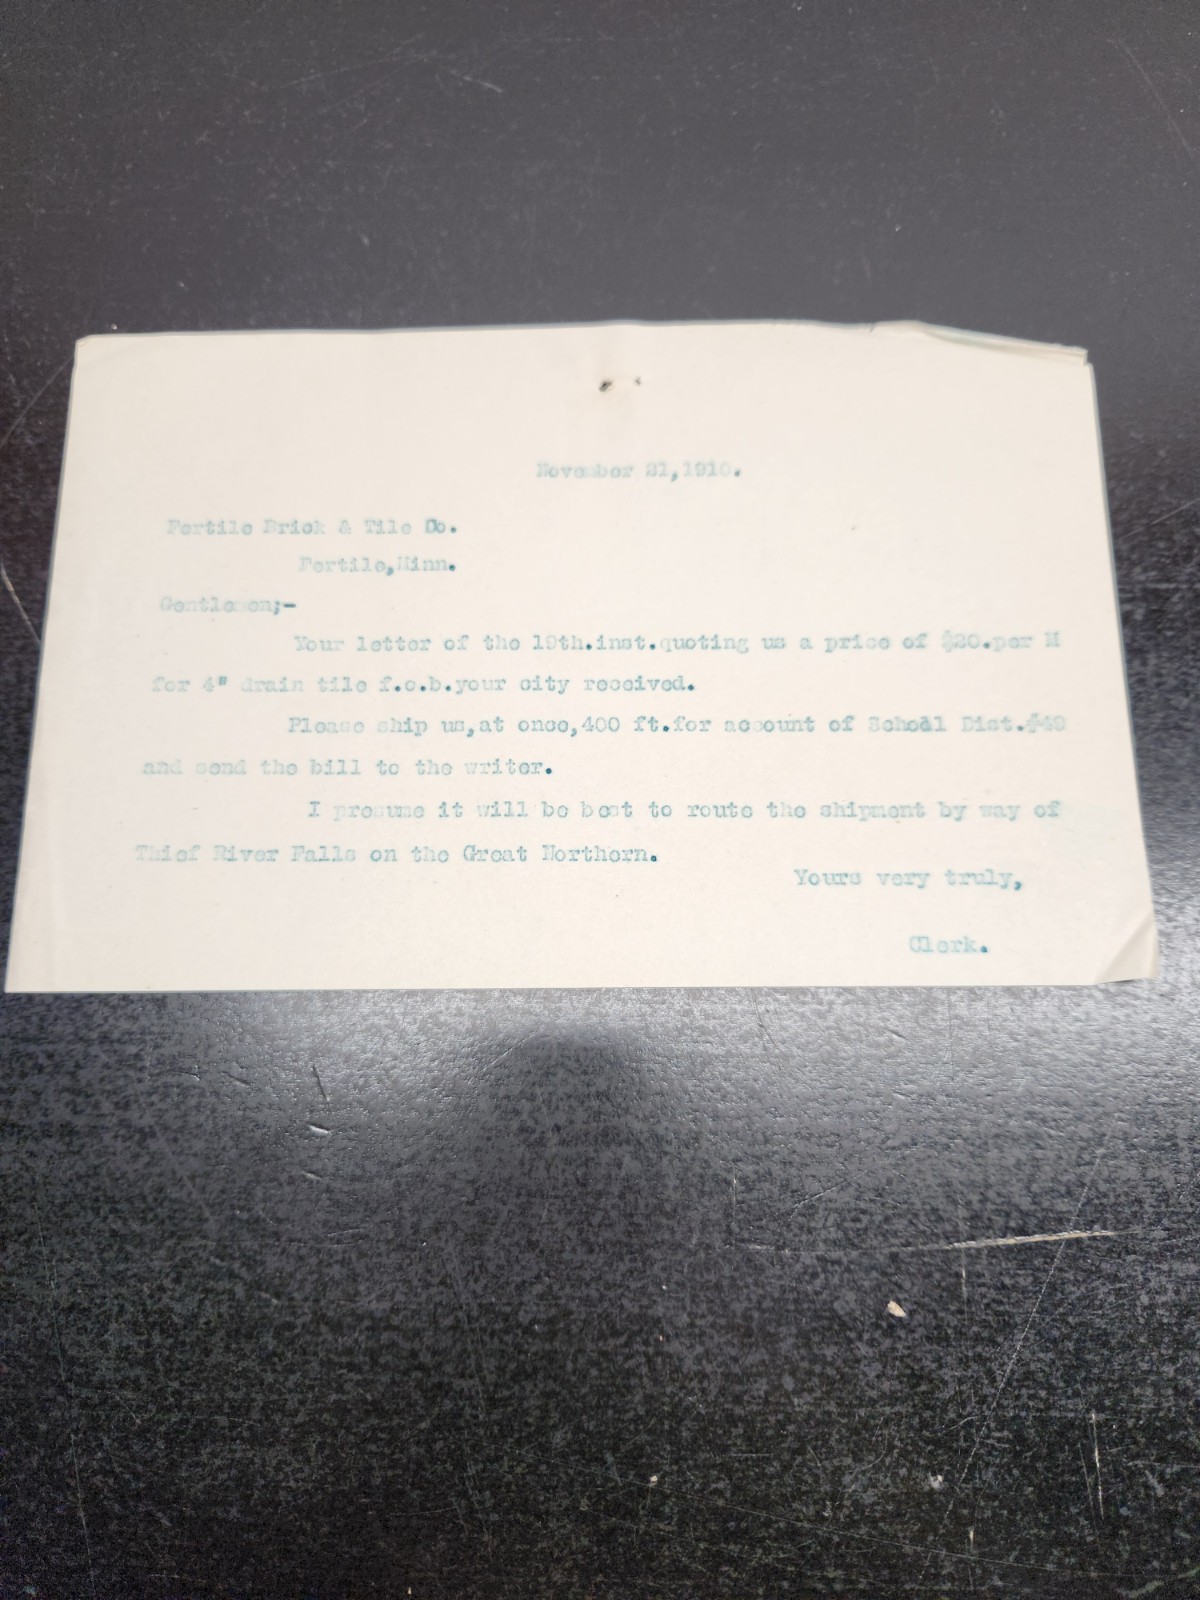 November 21,1910.
Fertile Brick & Tile Co.
Fertile,Minn.
Gentlemen;-
Your letter of the 19th.inst.quoting us a price of $20.per M
for 4" drain tile f.o.b.your city received.
Please ship us,at once,400 ft.for account of School Dist.#40
and send the bill to the writer.
I presume it will be best to route the shipment by way of
Thief River Falls on the Great Northern.
Yours very truly,
Clerk.